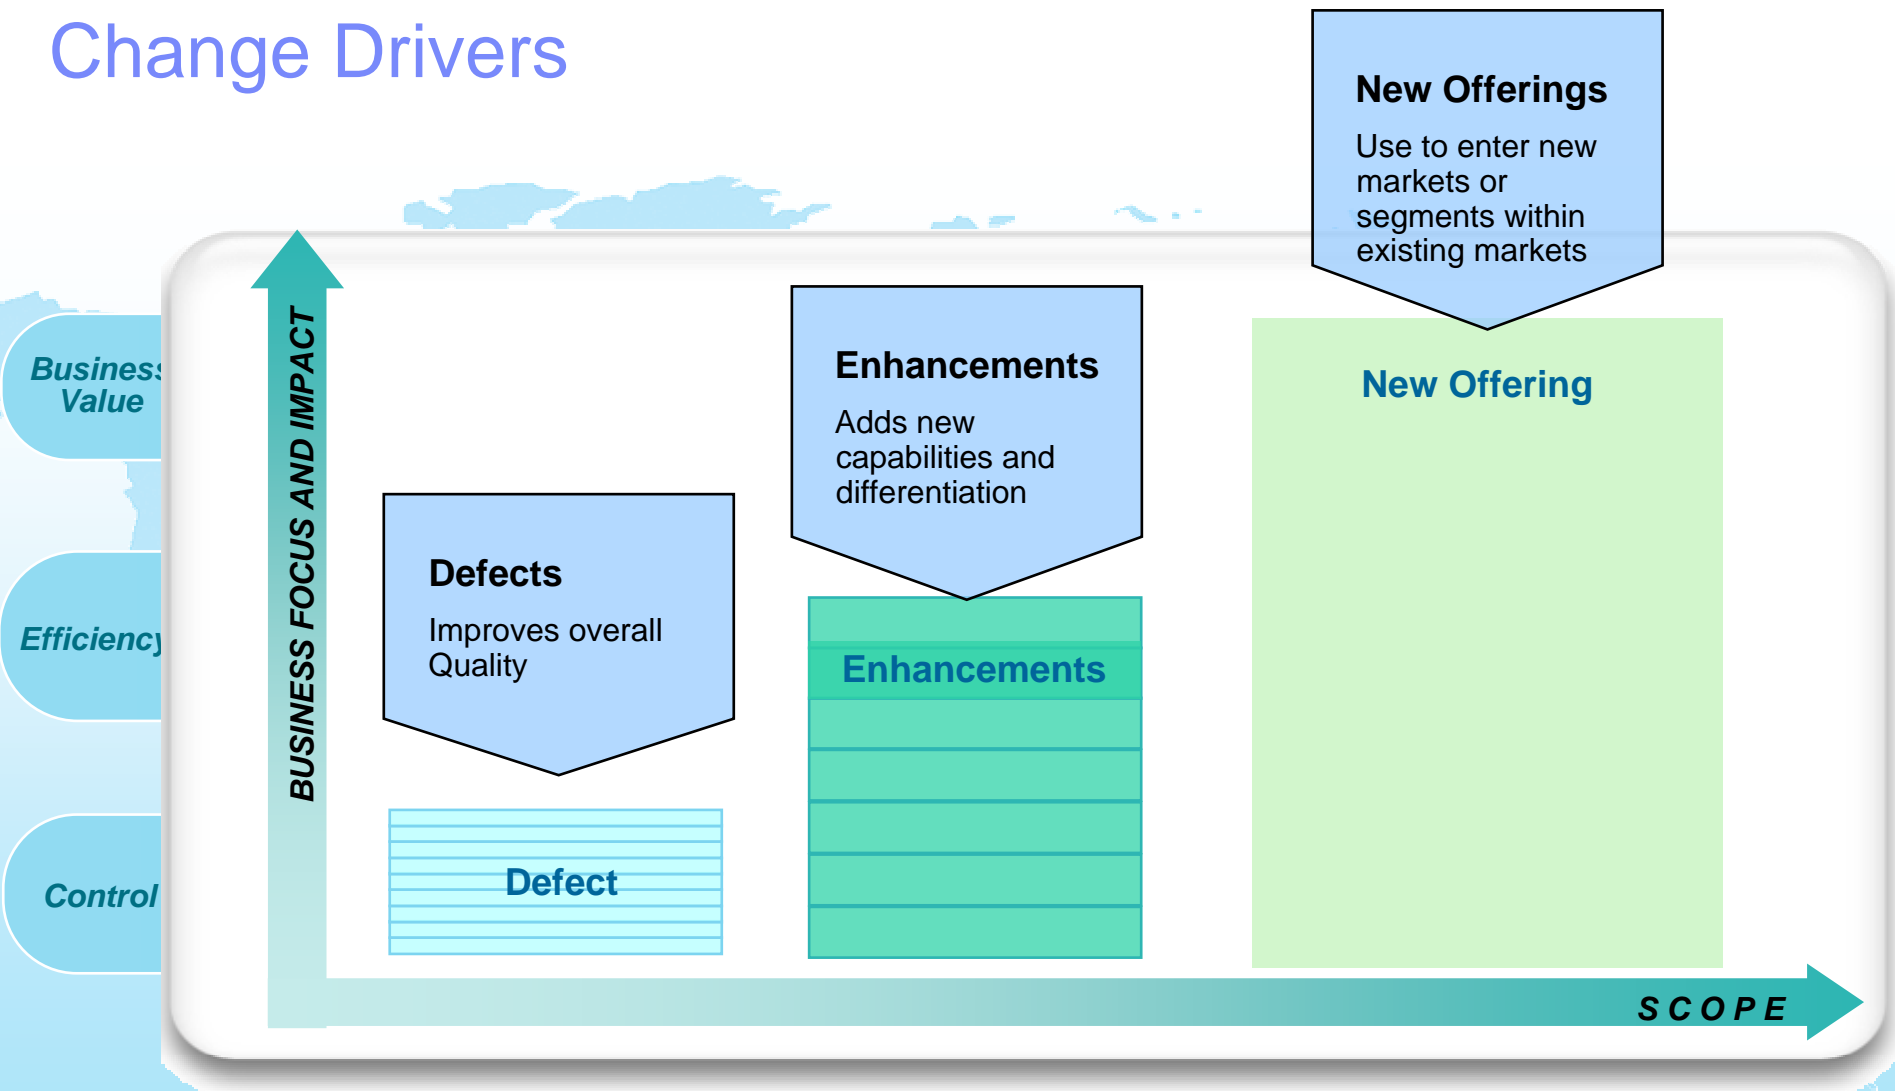 Change Drivers
New Offerings
Use to enter new
markets or
segments within
existing markets
Business
Value
Efficiency
Control
BUSINESS FOCUS AND IMPACT
Defects
Improves overall
Quality
Defect
Enhancements
Adds new
capabilities and
differentiation
Enhancements
New Offering
SCOPE